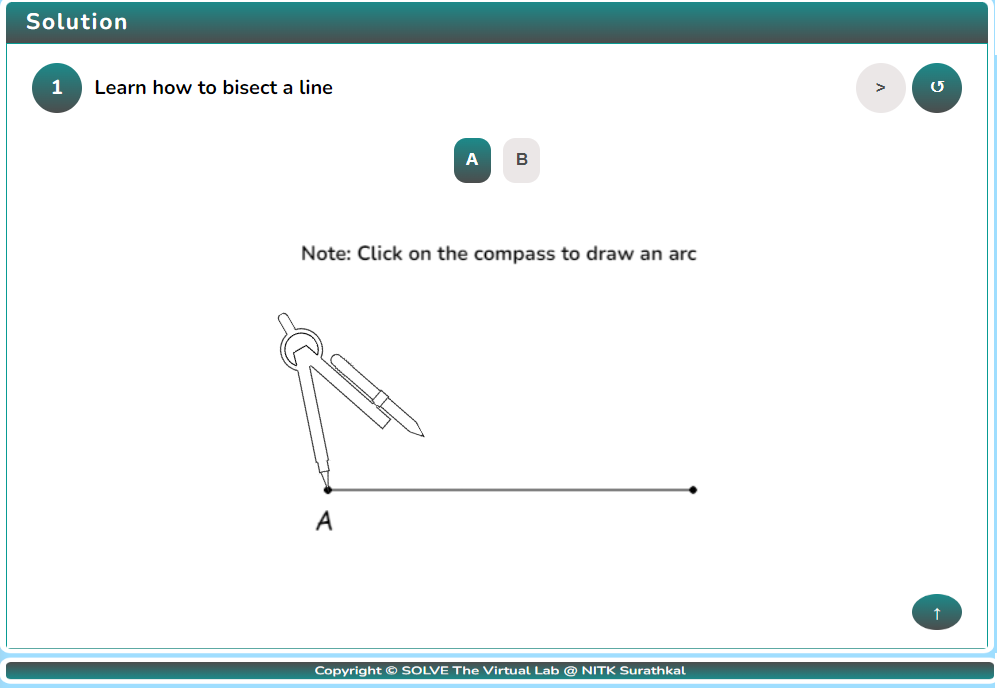 Solution
1 Learn how to bisect a line > ↺
A B
Note: Click on the compass to draw an arc
A
↑
Copyright © SOLVE The Virtual Lab @ NITK Surathkal